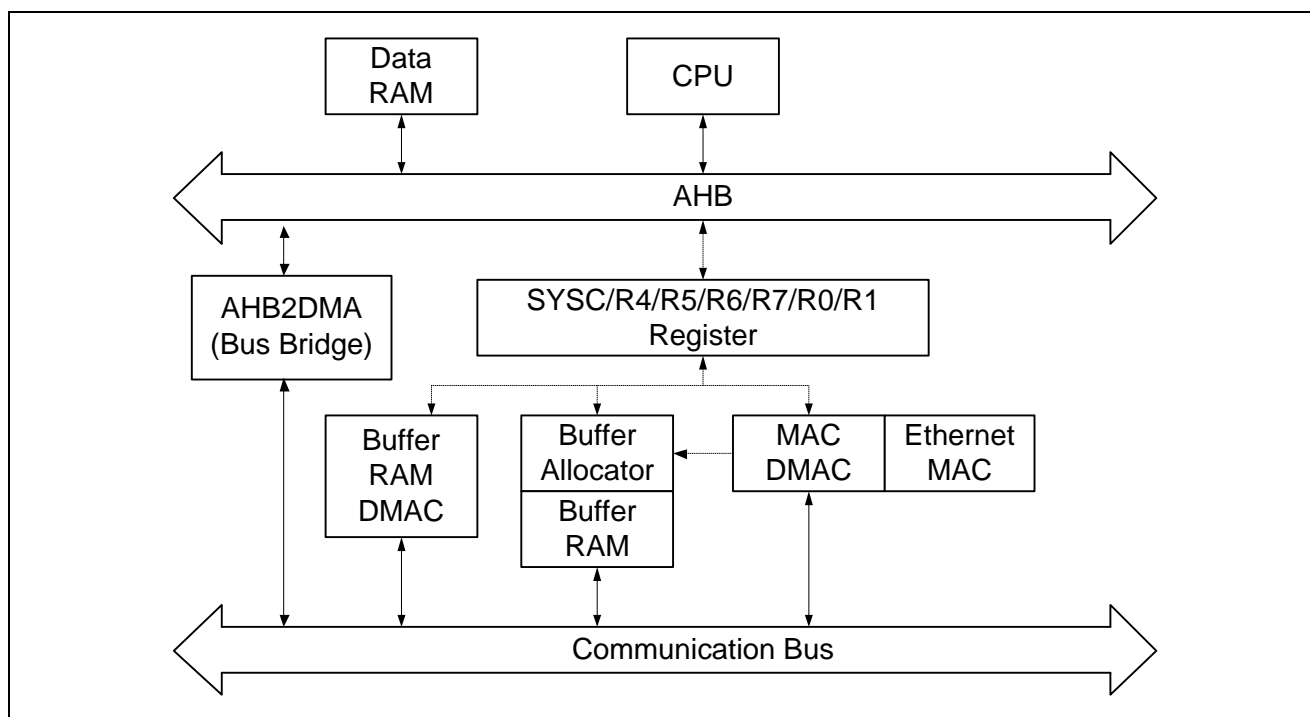 Data
RAM
CPU
AHB
AHB2DMA
(Bus Bridge)
SYSC/R4/R5/R6/R7/R0/R1
Register
Buffer
RAM
DMAC
Buffer
Allocator
Buffer
RAM
MAC
DMAC
Ethernet
MAC
Communication Bus